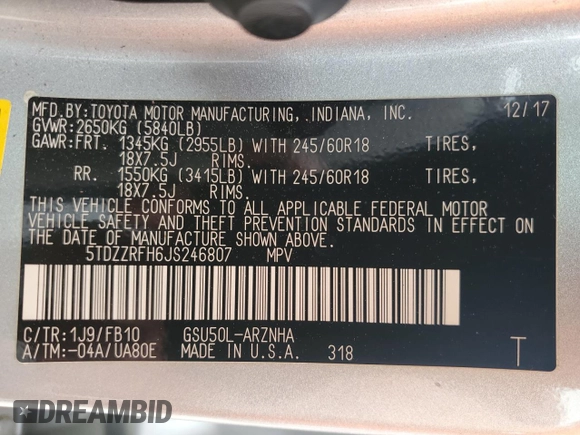 MFD.BY:TOYOTA MOTOR MANUFACTURING, INDIANA, INC. 12/17
GVWR:2650KG (5840LB)
GAWR:FRT. 1345KG (2955LB) WITH 245/60R18 TIRES,
18X7.5J RIMS.
RR. 1550KG (3415LB) WITH 245/60R18 TIRES,
18X7.5J RIMS.
THIS VEHICLE CONFORMS TO ALL APPLICABLE FEDERAL MOTOR
VEHICLE SAFETY AND THEFT PREVENTION STANDARDS IN EFFECT ON
THE DATE OF MANUFACTURE SHOWN ABOVE.
5TDZZRFH6JS246807 MPV
C/TR:1J9/FB10 GSU50L-ARZNHA
A/TM:-04A/UA80E MADE IN U.S.A. 318 T
DREAMBID